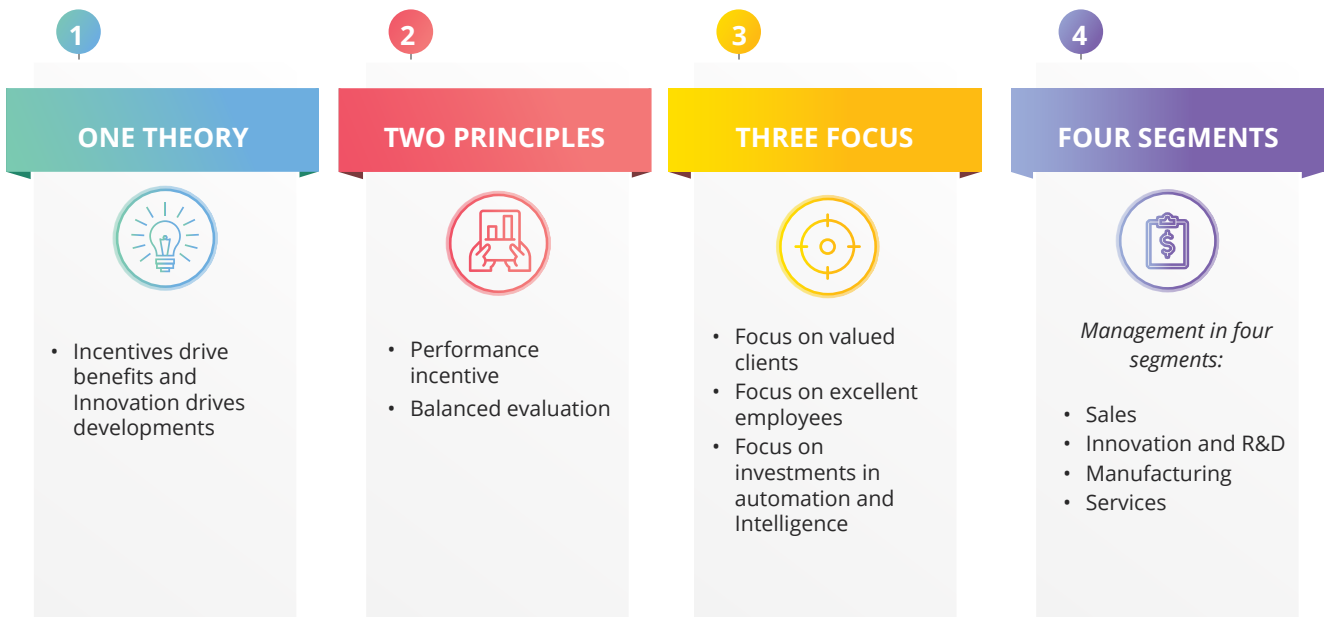 1
ONE THEORY
• Incentives drive
benefits and
Innovation drives
developments
2
TWO PRINCIPLES
• Performance
incentive
• Balanced evaluation
3
THREE FOCUS
• Focus on valued
clients
• Focus on excellent
employees
• Focus on
investments in
automation and
Intelligence
4
FOUR SEGMENTS
$
Management in four
segments:
• Sales
• Innovation and R&D
• Manufacturing
• Services